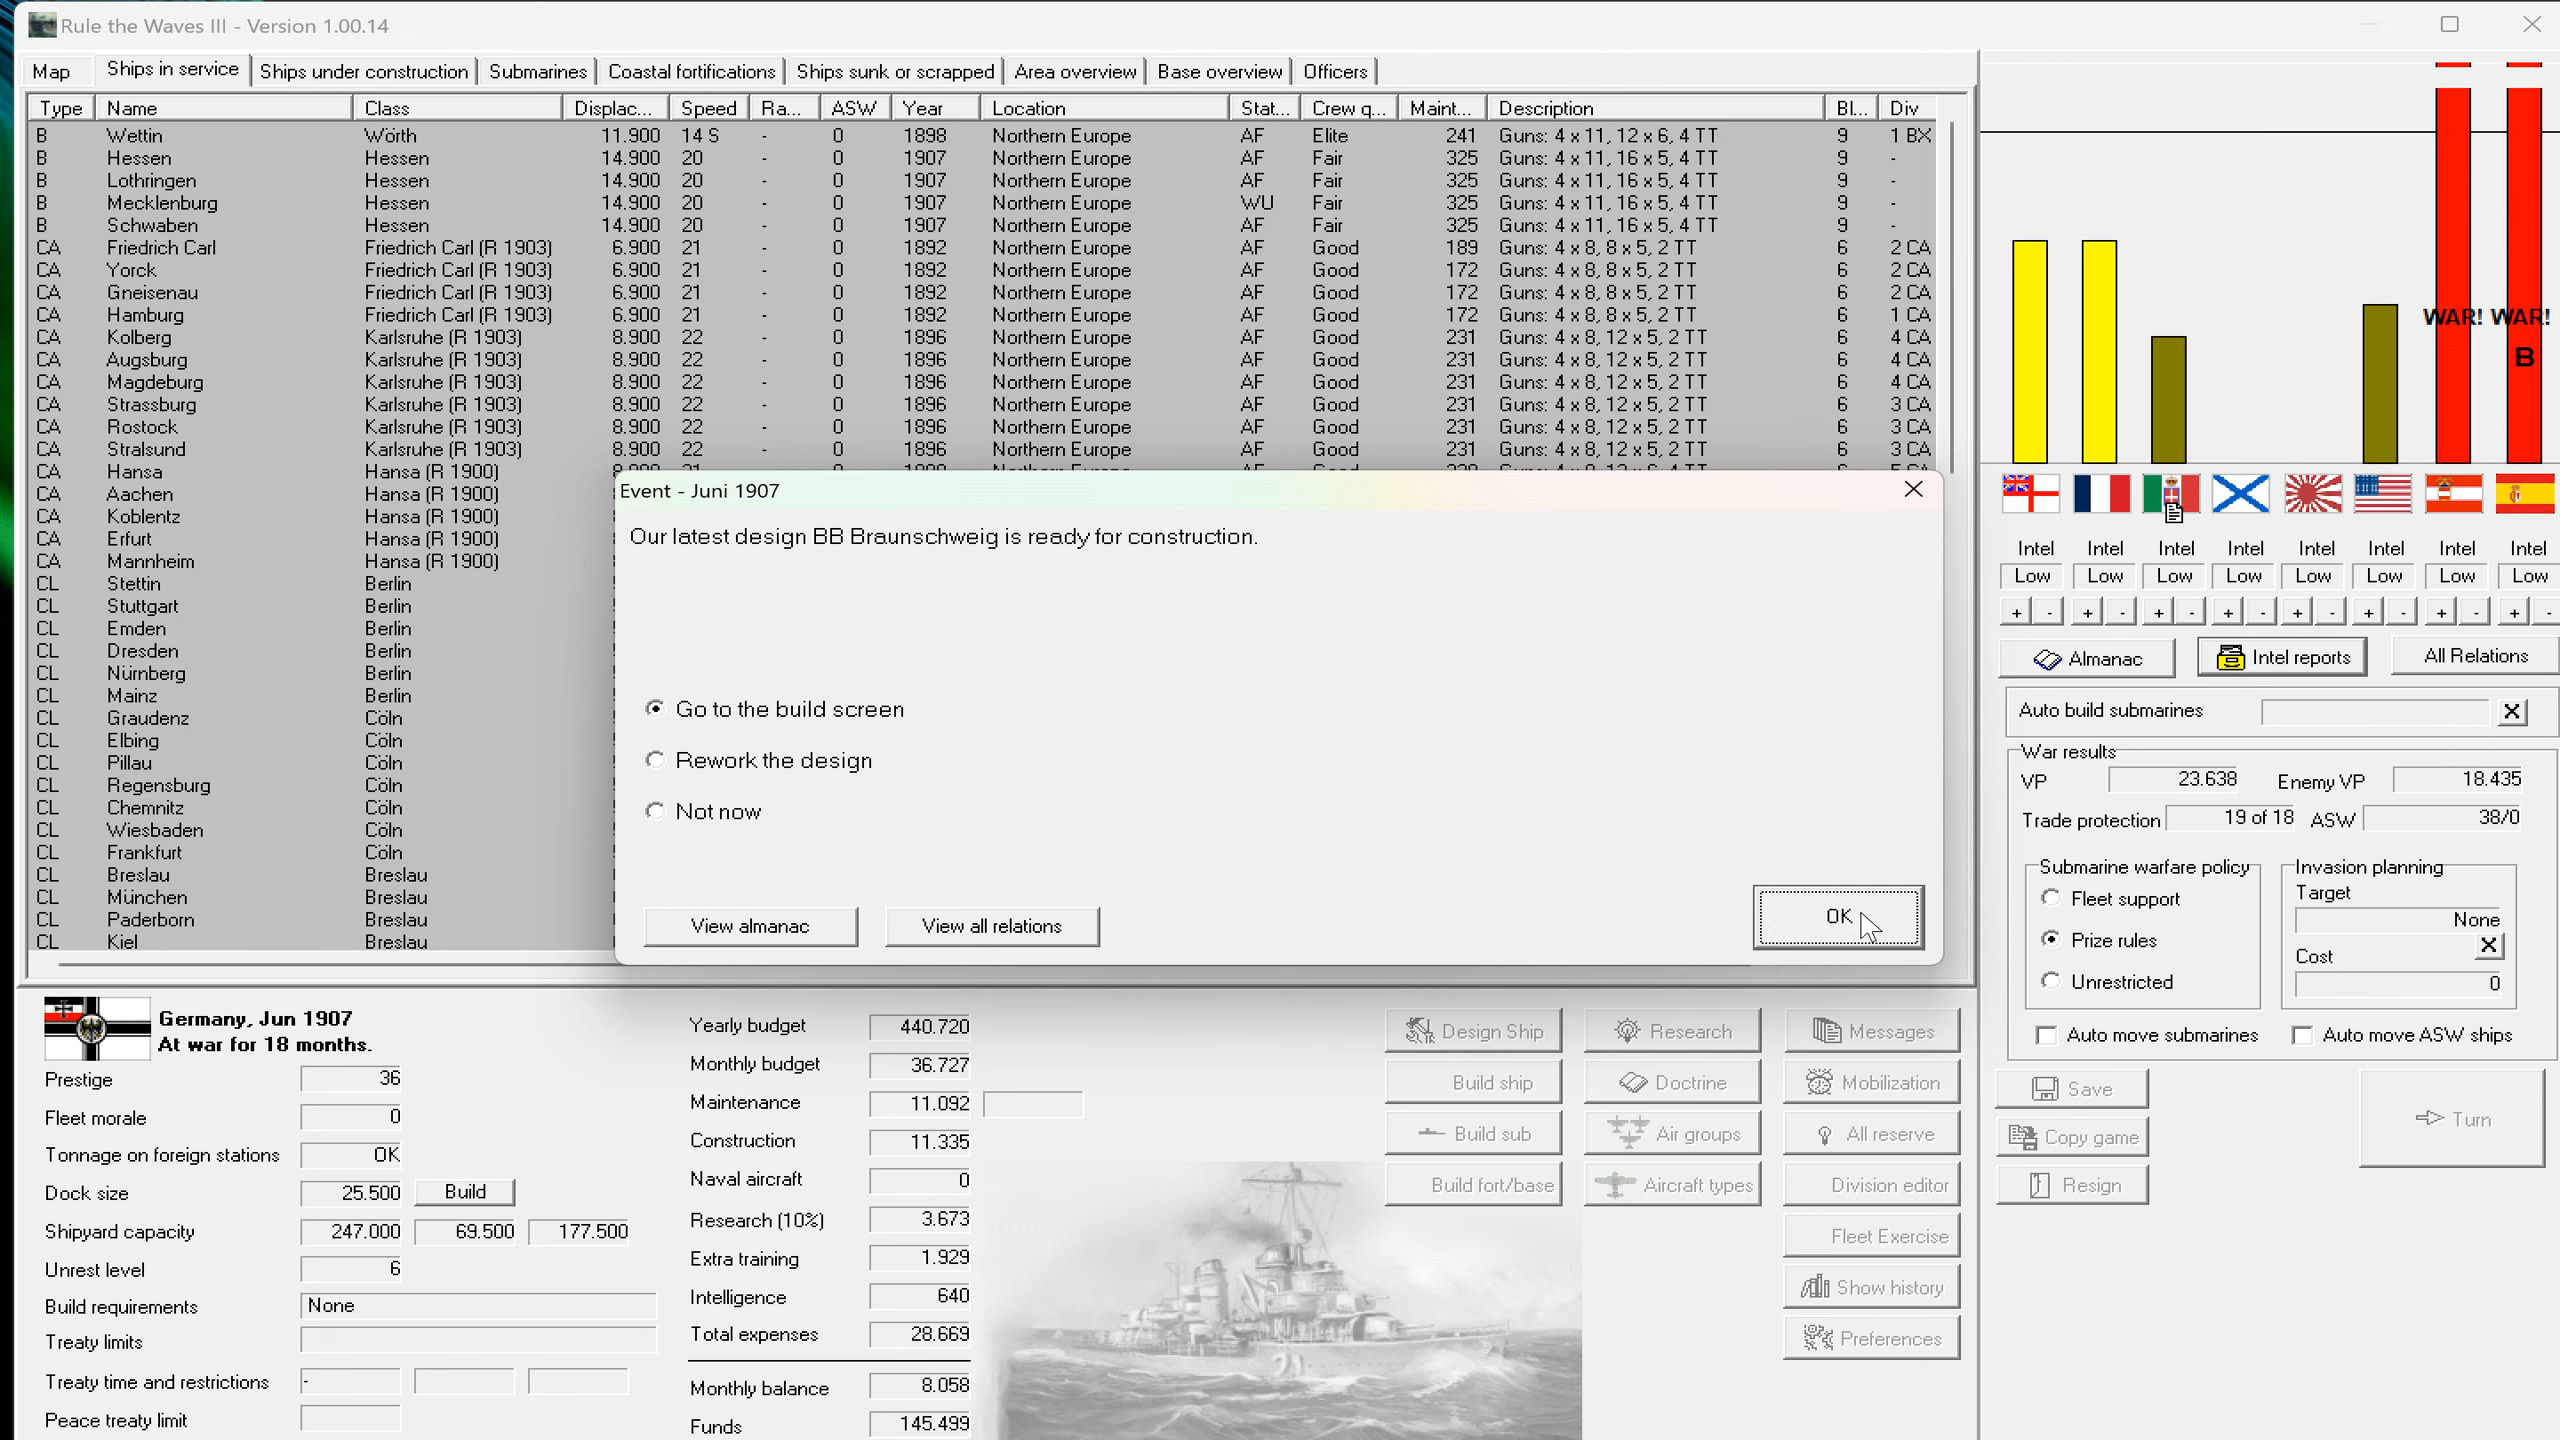 Rule the Waves III - Version 1.00.14
Map Ships in service Ships under construction Submarines Coastal fortifications Ships sunk or scrapped Area overview Base overview Officers
Type Name Class Displac... Speed Ra... ASW Year Location Stat... Crew q... Maint... Description Bl... Div
B Wettin Wörth 11.900 14 S - 0 1898 Northern Europe AF Elite 241 Guns: 4 x 11, 12 x 6, 4 TT 9 1 BX
B Hessen Hessen 14.900 20 - 0 1907 Northern Europe AF Fair 325 Guns: 4 x 11, 16 x 5, 4 TT 9 -
B Lothringen Hessen 14.900 20 - 0 1907 Northern Europe AF Fair 325 Guns: 4 x 11, 16 x 5, 4 TT 9 -
B Mecklenburg Hessen 14.900 20 - 0 1907 Northern Europe WU Fair 325 Guns: 4 x 11, 16 x 5, 4 TT 9 -
B Schwaben Hessen 14.900 20 - 0 1907 Northern Europe AF Fair 325 Guns: 4 x 11, 16 x 5, 4 TT 9 -
CA Friedrich Carl Friedrich Carl (R 1903) 6.900 21 - 0 1892 Northern Europe AF Good 189 Guns: 4 x 8, 8 x 5, 2 TT 6 2 CA
CA Yorck Friedrich Carl (R 1903) 6.900 21 - 0 1892 Northern Europe AF Good 172 Guns: 4 x 8, 8 x 5, 2 TT 6 2 CA
CA Gneisenau Friedrich Carl (R 1903) 6.900 21 - 0 1892 Northern Europe AF Good 172 Guns: 4 x 8, 8 x 5, 2 TT 6 2 CA
CA Hamburg Friedrich Carl (R 1903) 6.900 21 - 0 1892 Northern Europe AF Good 172 Guns: 4 x 8, 8 x 5, 2 TT 6 1 CA
CA Kolberg Karlsruhe (R 1903) 8.900 22 - 0 1896 Northern Europe AF Good 231 Guns: 4 x 8, 12 x 5, 2 TT 6 4 CA
CA Augsburg Karlsruhe (R 1903) 8.900 22 - 0 1896 Northern Europe AF Good 231 Guns: 4 x 8, 12 x 5, 2 TT 6 4 CA
CA Magdeburg Karlsruhe (R 1903) 8.900 22 - 0 1896 Northern Europe AF Good 231 Guns: 4 x 8, 12 x 5, 2 TT 6 4 CA
CA Strassburg Karlsruhe (R 1903) 8.900 22 - 0 1896 Northern Europe AF Good 231 Guns: 4 x 8, 12 x 5, 2 TT 6 3 CA
CA Rostock Karlsruhe (R 1903) 8.900 22 - 0 1896 Northern Europe AF Good 231 Guns: 4 x 8, 12 x 5, 2 TT 6 3 CA
CA Stralsund Karlsruhe (R 1903) 8.900 22 - 0 1896 Northern Europe AF Good 231 Guns: 4 x 8, 12 x 5, 2 TT 6 3 CA
CA Hansa Hansa (R 1900)
CA Aachen Hansa (R 1900)
CA Koblentz Hansa (R 1900)
CA Erfurt Hansa (R 1900)
CA Mannheim Hansa (R 1900)
CL Stettin Berlin
CL Stuttgart Berlin
CL Emden Berlin
CL Dresden Berlin
CL Nürnberg Berlin
CL Mainz Berlin
CL Graudenz Cöln
CL Elbing Cöln
CL Pillau Cöln
CL Regensburg Cöln
CL Chemnitz Cöln
CL Wiesbaden Cöln
CL Frankfurt Cöln
CL Breslau Breslau
CL München Breslau
CL Paderborn Breslau
CL Kiel Breslau
Event - Juni 1907
Our latest design BB Braunschweig is ready for construction.
Go to the build screen
Rework the design
Not now
View almanac View all relations OK
WAR! WAR!
B
Intel Intel Intel Intel Intel Intel Intel Intel
Low Low Low Low Low Low Low Low
+ - + - + - + - + - + - + - + -
Almanac Intel reports All Relations
Auto build submarines X
War results
VP 23.638 Enemy VP 18.435
Trade protection 19 of 18 ASW 38/0
Submarine warfare policy
Fleet support
Prize rules
Unrestricted
Invasion planning
Target
None
X
Cost
0
Auto move submarines Auto move ASW ships
Save
Copy game
Resign
Turn
Germany, Jun 1907
At war for 18 months.
Prestige 36
Fleet morale 0
Tonnage on foreign stations OK
Dock size 25.500 Build
Shipyard capacity 247.000 69.500 177.500
Unrest level 6
Build requirements None
Treaty limits
Treaty time and restrictions -
Peace treaty limit
Yearly budget 440.720
Monthly budget 36.727
Maintenance 11.092
Construction 11.335
Naval aircraft 0
Research (10%) 3.673
Extra training 1.929
Intelligence 640
Total expenses 28.669
Monthly balance 8.058
Funds 145.499
Design Ship Research Messages
Build ship Doctrine Mobilization
Build sub Air groups All reserve
Build fort/base Aircraft types Division editor
Fleet Exercise
Show history
Preferences